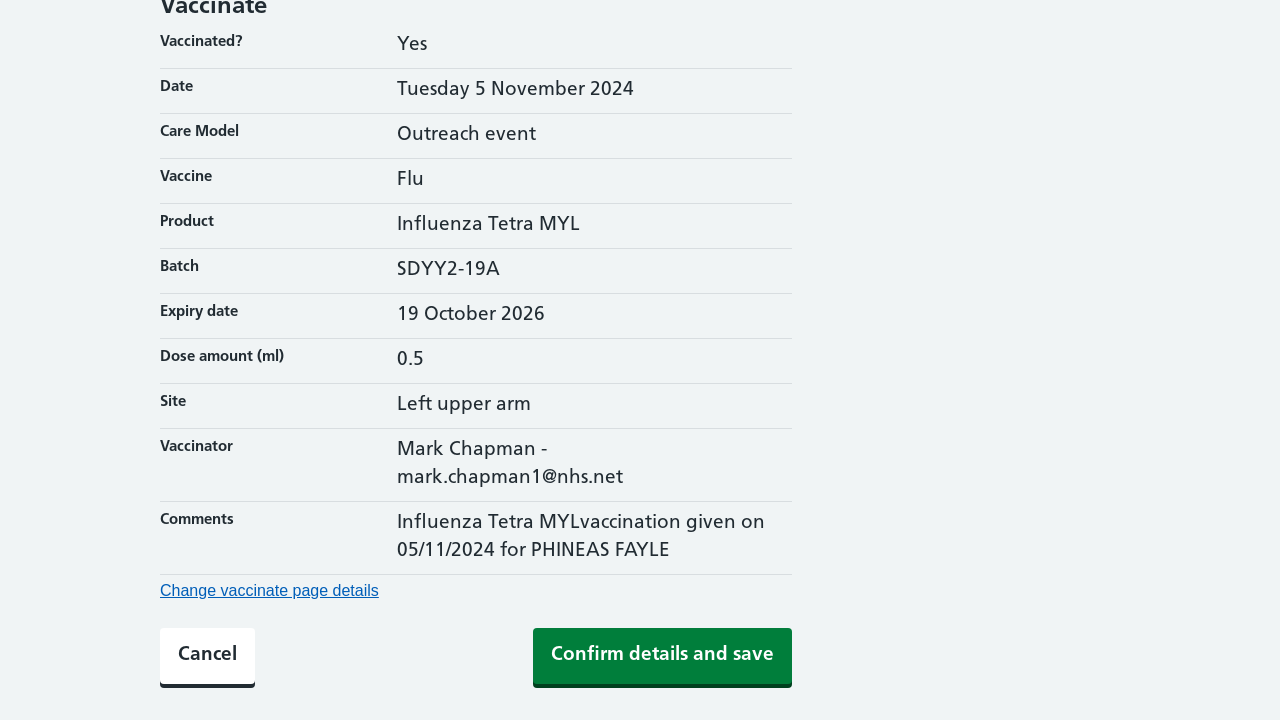 Vaccinate
Vaccinated?
Yes
Date
Tuesday 5 November 2024
Care Model
Outreach event
Vaccine
Flu
Product
Influenza Tetra MYL
Batch
SDYY2-19A
Expiry date
19 October 2026
Dose amount (ml)
0.5
Site
Left upper arm
Vaccinator
Mark Chapman -
mark.chapman1@nhs.net
Comments
Influenza Tetra MYLvaccination given on
05/11/2024 for PHINEAS FAYLE
Change vaccinate page details
Cancel
Confirm details and save